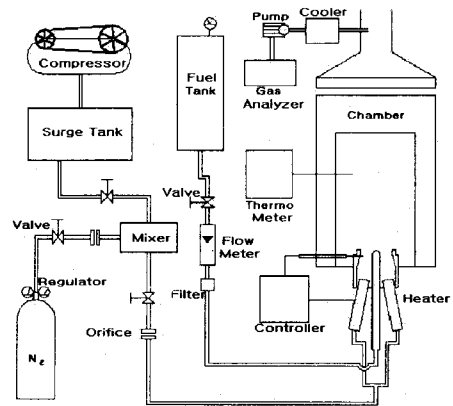 Pump
Cooler
Compressor
Fuel
Tank
Gas
Analyzer
Surge Tank
Chamber
Valve
Thermo
Meter
Valve
Mixer
Flow
Meter
Regulator
Filter
Heater
Controller
Orifice
N₂